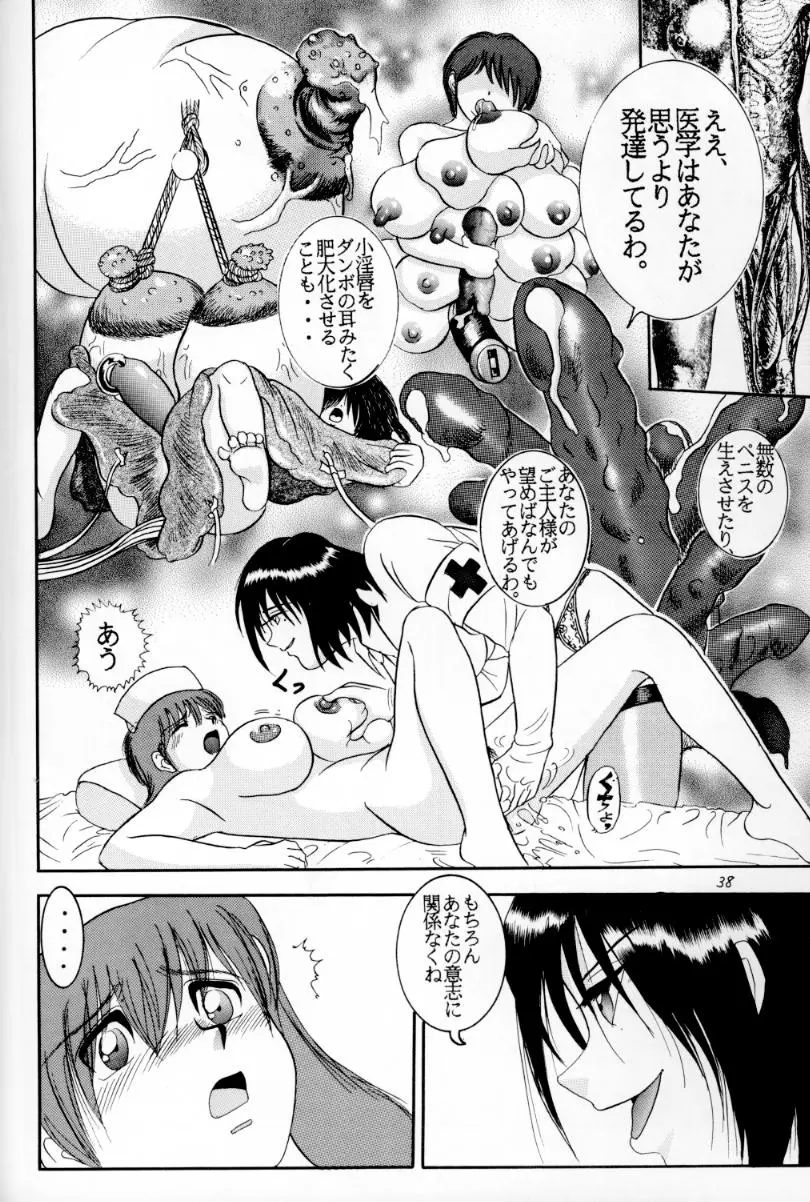 ええ、
医学はあなたが
思うより
発達してるわ。
無数の
ペニスを
生えさせたり、
小淫唇を
ダンボの耳みたく
肥大化させる
ことも・・・・
あなたの
ご主人様が
望めばなんでも
やってあげるわ。
くっ
あう
くちょっ
38
もちろん
あなたの意志に
関係なくね
・・・・